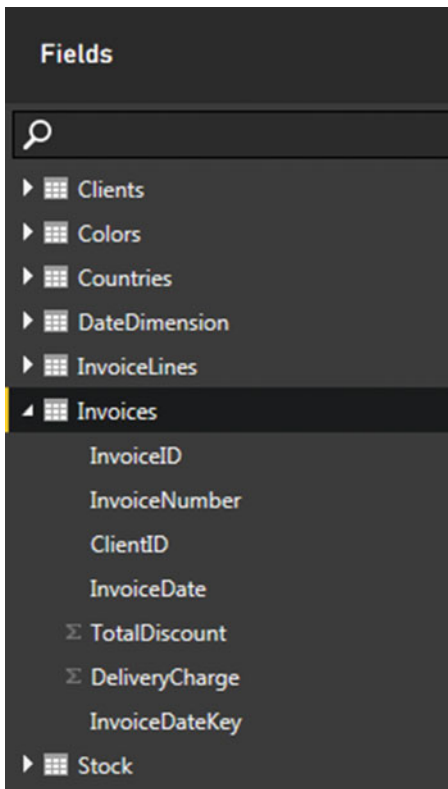 Fields
Clients
Colors
Countries
DateDimension
InvoiceLines
Invoices
InvoiceID
InvoiceNumber
ClientID
InvoiceDate
Σ TotalDiscount
Σ DeliveryCharge
InvoiceDateKey
Stock